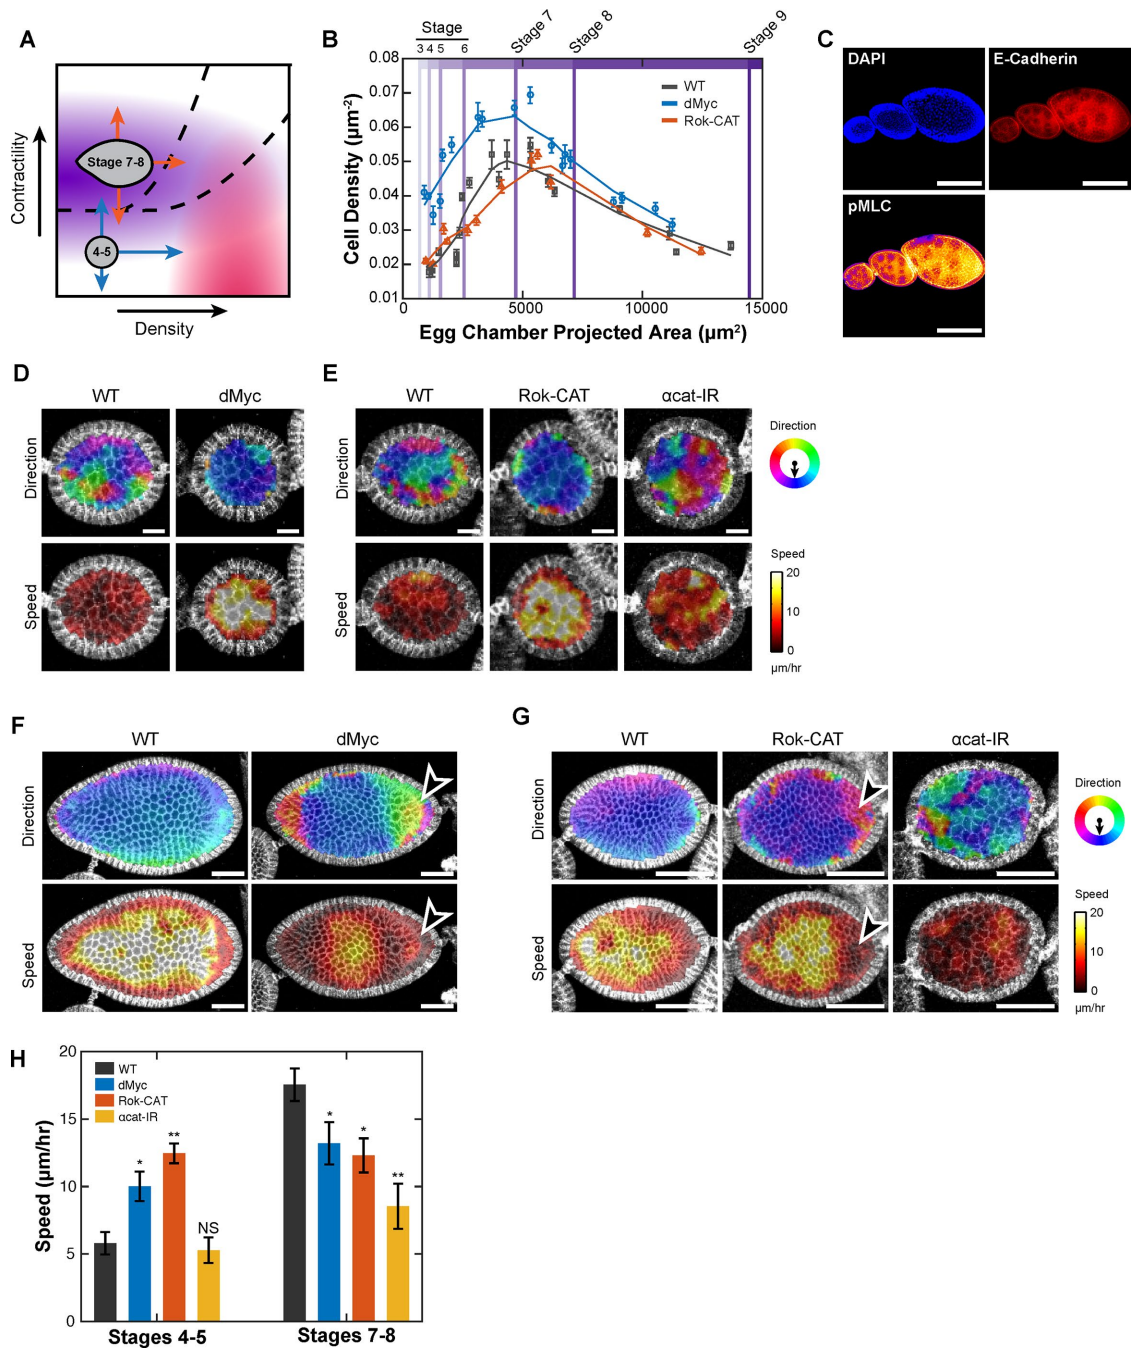 A
Contractility
Stage 7-8
4-5
Density
B
Stage
3 4 5 6
Stage 7
Stage 8
Stage 9
Cell Density (µm⁻²)
0.08
0.07
0.06
0.05
0.04
0.03
0.02
0.01
WT
dMyc
Rok-CAT
0 5000 10000 15000
Egg Chamber Projected Area (µm²)
C
DAPI
E-Cadherin
pMLC
D
WT dMyc
Direction
Speed
E
WT Rok-CAT αcat-IR
Direction
Speed
Direction
Speed
20
10
0
µm/hr
F
WT dMyc
Direction
Speed
G
WT Rok-CAT αcat-IR
Direction
Speed
Direction
Speed
20
10
0
µm/hr
H
Speed (µm/hr)
20
15
10
5
0
WT
dMyc
Rok-CAT
αcat-IR
* ** NS
* * **
Stages 4-5 Stages 7-8